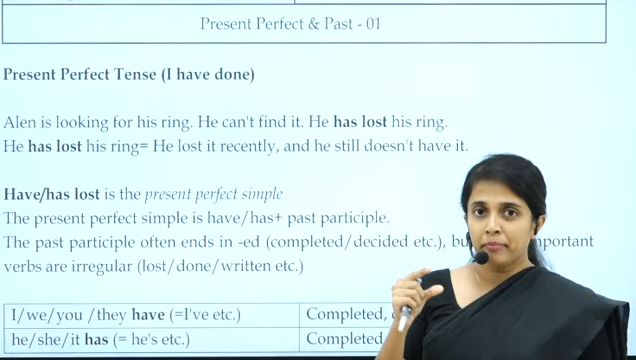 Present Perfect & Past - 01
Present Perfect Tense (I have done)
Alen is looking for his ring. He can't find it. He has lost his ring.
He has lost his ring= He lost it recently, and he still doesn't have it.
Have/has lost is the present perfect simple
The present perfect simple is have/has+ past participle.
The past participle often ends in -ed (completed/decided etc.), important
verbs are irregular (lost/done/written etc.)
I/we/you /they have (=I've etc.) Completed,
he/she/it has (= he's etc.) Completed